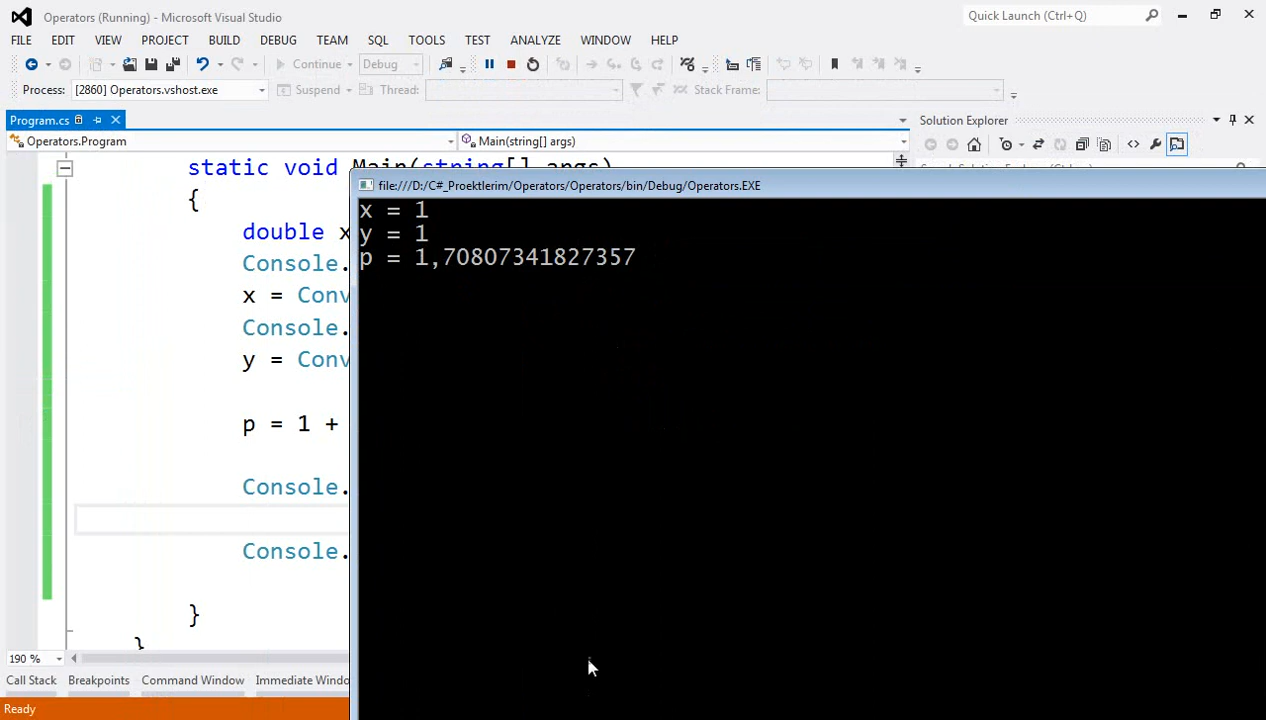 Operators (Running) - Microsoft Visual Studio
Quick Launch (Ctrl+Q)
FILE EDIT VIEW PROJECT BUILD DEBUG TEAM SQL TOOLS TEST ANALYZE WINDOW HELP
Continue Debug
Process: [2860] Operators.vshost.exe Suspend Thread: Stack Frame:
Program.cs
Solution Explorer
Operators.Program Main(string[] args)
static void Main(string[] args)
file:///D:/C#_Proektlerim/Operators/Operators/bin/Debug/Operators.EXE
{
double x
Console.
x = Conv
Console.
y = Conv
p = 1 +
Console.
Console.
}
}
x = 1
y = 1
p = 1,70807341827357
190 %
Call Stack Breakpoints Command Window Immediate Windo
Ready